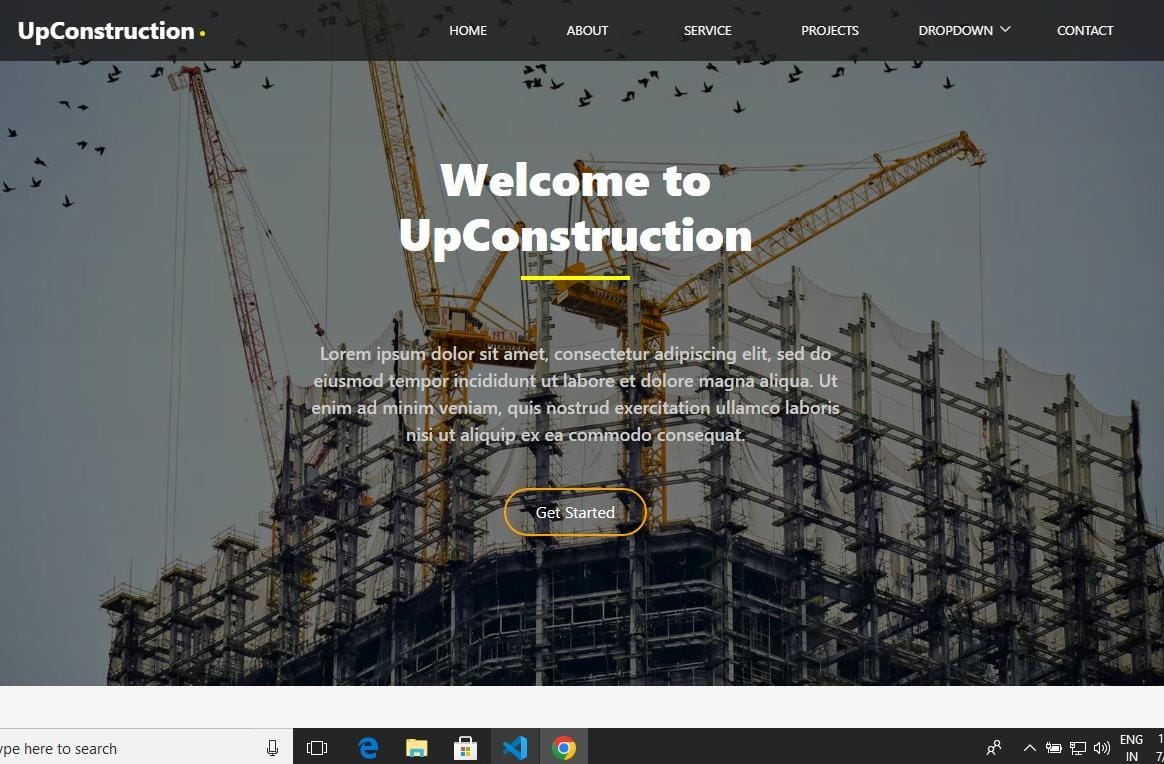 UpConstruction
HOME ABOUT SERVICE PROJECTS DROPDOWN CONTACT
Welcome to
UpConstruction
Lorem ipsum dolor sit amet, consectetur adipiscing elit, sed do
eiusmod tempor incididunt ut labore et dolore magna aliqua. Ut
enim ad minim veniam, quis nostrud exercitation ullamco laboris
nisi ut aliquip ex ea commodo consequat.
Get Started
ype here to search
ENG
IN